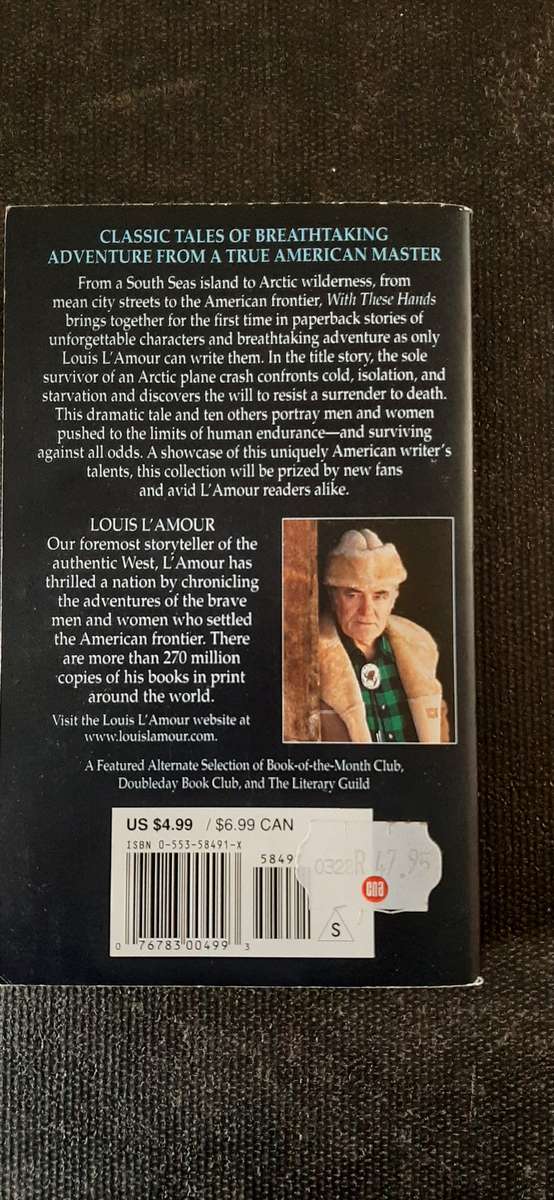 CLASSIC TALES OF BREATHTAKING
ADVENTURE FROM A TRUE AMERICAN MASTER
From a South Seas island to Arctic wilderness, from
mean city streets to the American frontier, With These Hands
brings together for the first time in paperback stories of
unforgettable characters and breathtaking adventure as only
Louis L'Amour can write them. In the title story, the sole
survivor of an Arctic plane crash confronts cold, isolation, and
starvation and discovers the will to resist a surrender to death.
This dramatic tale and ten others portray men and women
pushed to the limits of human endurance—and surviving
against all odds. A showcase of this uniquely American writer's
talents, this collection will be prized by new fans
and avid L'Amour readers alike.
LOUIS L'AMOUR
Our foremost storyteller of the
authentic West, L'Amour has
thrilled a nation by chronicling
the adventures of the brave
men and women who settled
the American frontier. There
are more than 270 million
copies of his books in print
around the world.
Visit the Louis L'Amour website at
www.louislamour.com.
A Featured Alternate Selection of Book-of-the-Month Club,
Doubleday Book Club, and The Literary Guild
US $4.99 / $6.99 CAN
ISBN 0-553-58491-X
5849
0328R 47.95
cna
S
0 76783 00499 3